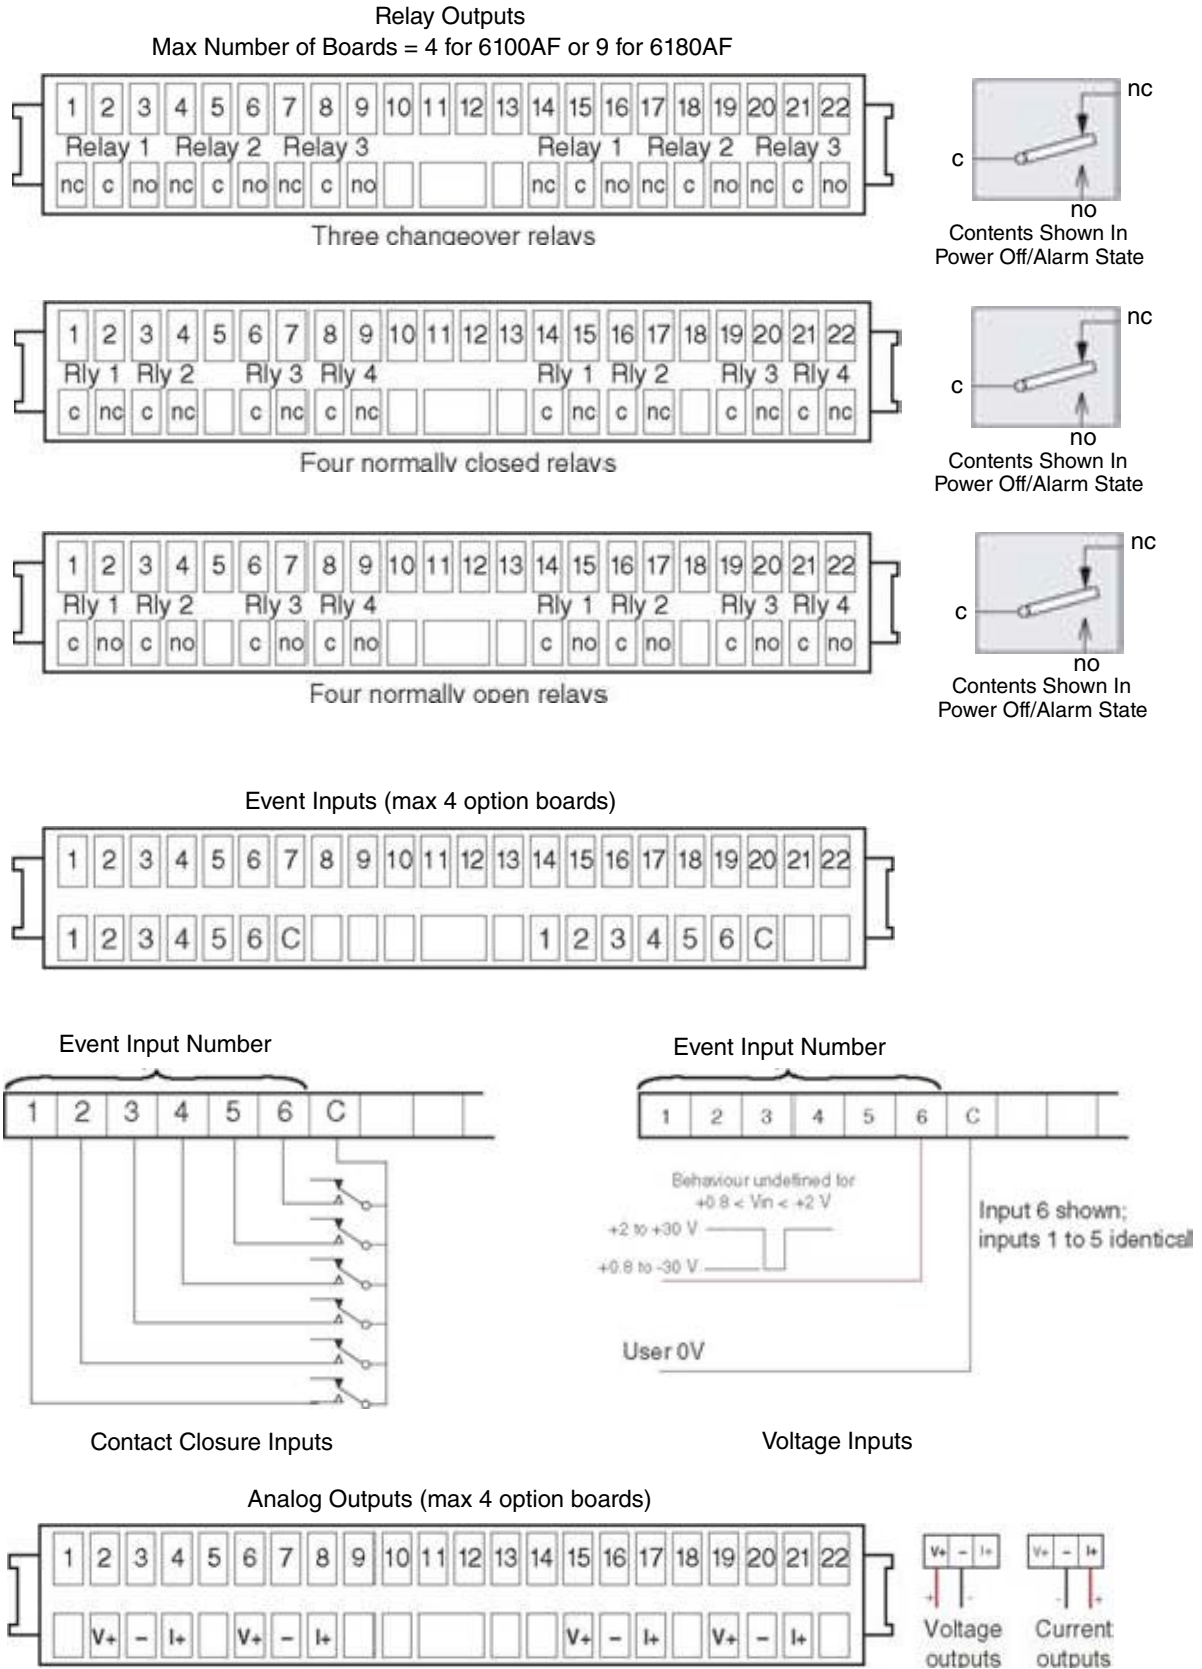 Relay Outputs
Max Number of Boards = 4 for 6100AF or 9 for 6180AF
1 2 3 4 5 6 7 8 9 10 11 12 13 14 15 16 17 18 19 20 21 22
Relay 1 Relay 2 Relay 3 Relay 1 Relay 2 Relay 3
nc c no nc c no nc c no nc c no nc c no nc c no
Three changeover relays
nc
c
no
Contents Shown In
Power Off/Alarm State
1 2 3 4 5 6 7 8 9 10 11 12 13 14 15 16 17 18 19 20 21 22
Rly 1 Rly 2 Rly 3 Rly 4 Rly 1 Rly 2 Rly 3 Rly 4
c nc c nc c nc c nc c nc c nc c nc c nc
Four normally closed relays
nc
c
no
Contents Shown In
Power Off/Alarm State
1 2 3 4 5 6 7 8 9 10 11 12 13 14 15 16 17 18 19 20 21 22
Rly 1 Rly 2 Rly 3 Rly 4 Rly 1 Rly 2 Rly 3 Rly 4
c no c no c no c no c no c no c no c no
Four normally open relays
nc
c
no
Contents Shown In
Power Off/Alarm State
Event Inputs (max 4 option boards)
1 2 3 4 5 6 7 8 9 10 11 12 13 14 15 16 17 18 19 20 21 22
1 2 3 4 5 6 C 1 2 3 4 5 6 C
Event Input Number
1 2 3 4 5 6 C
Contact Closure Inputs
Event Input Number
1 2 3 4 5 6 C
Behaviour undefined for
+0.8 < Vin < +2 V
+2 to +30 V
+0.8 to -30 V
Input 6 shown;
inputs 1 to 5 identical
User 0V
Voltage Inputs
Analog Outputs (max 4 option boards)
1 2 3 4 5 6 7 8 9 10 11 12 13 14 15 16 17 18 19 20 21 22
V+ – I+ V+ – I+ V+ – I+ V+ – I+
V+ – I+
+ -
Voltage
outputs
V+ – I+
- +
Current
outputs